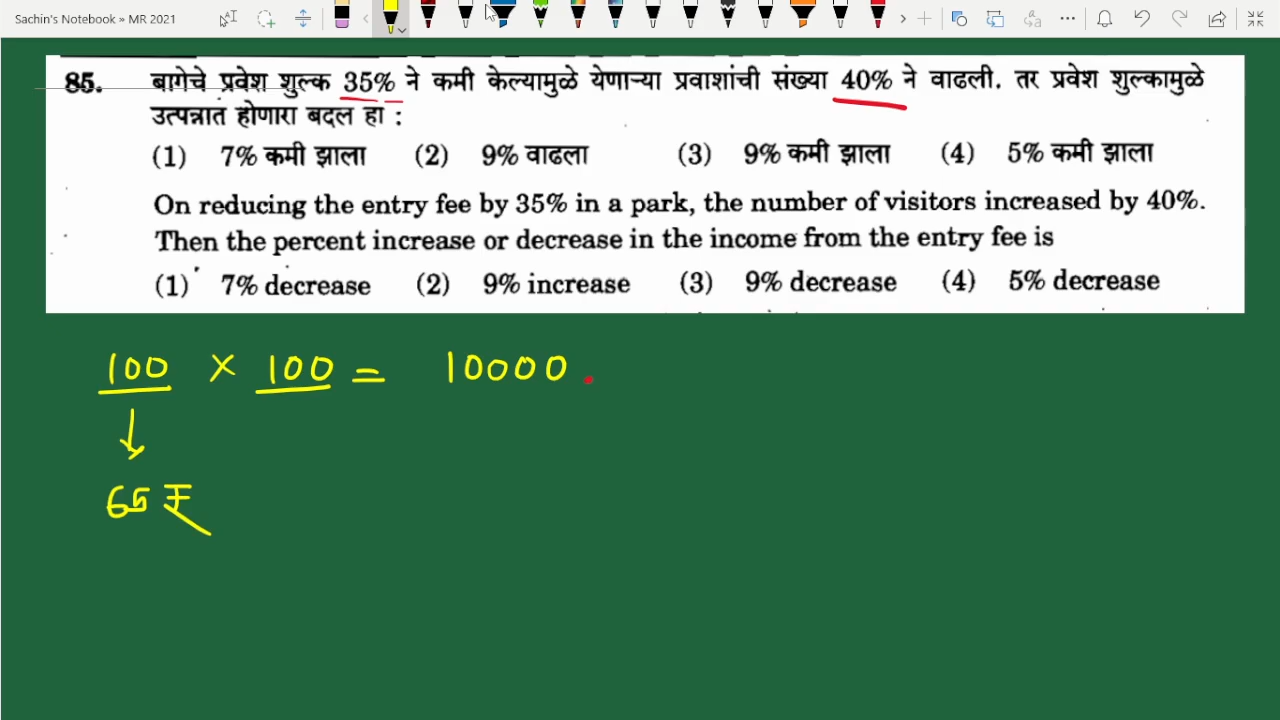 Sachin's Notebook » MR 2021
85. बागेचे प्रवेश शुल्क 35% ने कमी केल्यामुळे येणाऱ्या प्रवाशांची संख्या 40% ने वाढली. तर प्रवेश शुल्कामुळे
उत्पन्नात होणारा बदल हा :
(1) 7% कमी झाला (2) 9% वाढला (3) 9% कमी झाला (4) 5% कमी झाला
On reducing the entry fee by 35% in a park, the number of visitors increased by 40%.
Then the percent increase or decrease in the income from the entry fee is
(1) 7% decrease (2) 9% increase (3) 9% decrease (4) 5% decrease
100 × 100 = 10000
65 ₹